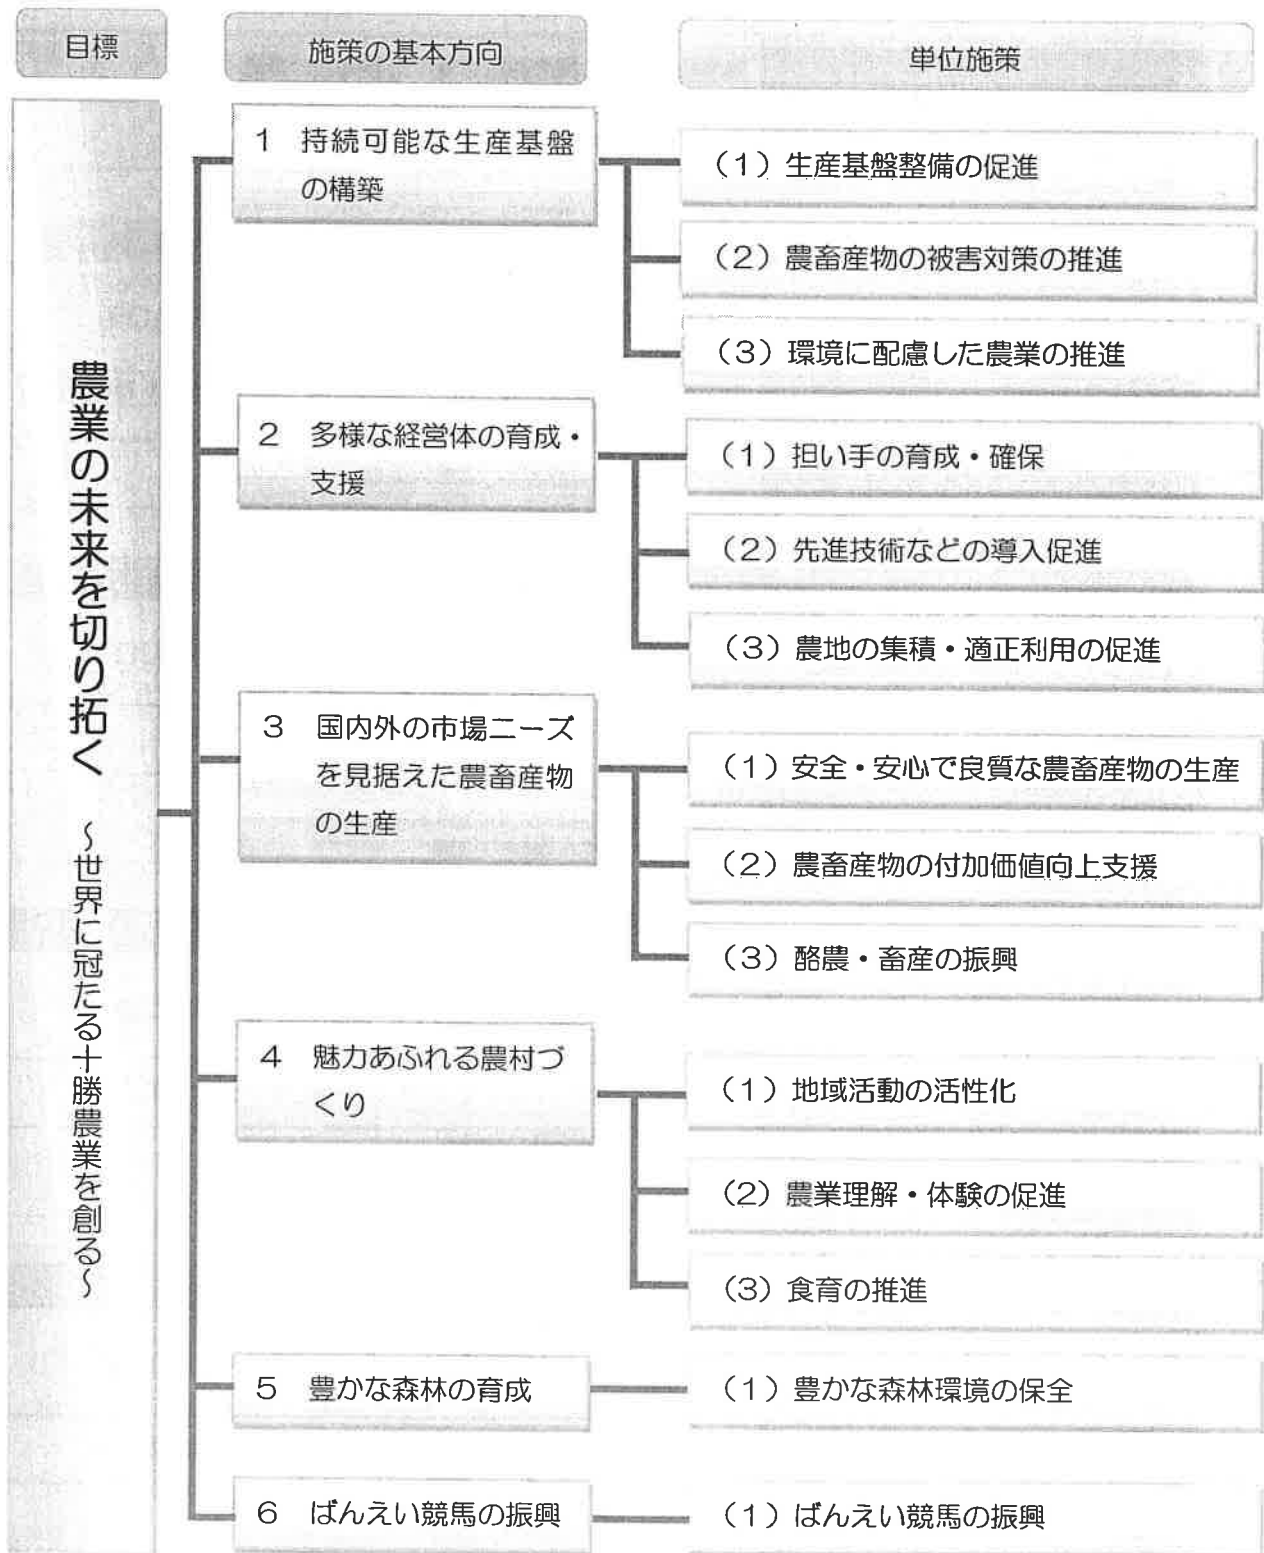 目標
施策の基本方向
単位施策
農業の未来を切り拓く ～世界に冠たる十勝農業を創る～
1 持続可能な生産基盤
の構築
（1）生産基盤整備の促進
（2）農畜産物の被害対策の推進
（3）環境に配慮した農業の推進
2 多様な経営体の育成・
支援
（1）担い手の育成・確保
（2）先進技術などの導入促進
（3）農地の集積・適正利用の促進
3 国内外の市場ニーズ
を見据えた農畜産物
の生産
（1）安全・安心で良質な農畜産物の生産
（2）農畜産物の付加価値向上支援
（3）酪農・畜産の振興
4 魅力あふれる農村づ
くり
（1）地域活動の活性化
（2）農業理解・体験の促進
（3）食育の推進
5 豊かな森林の育成
（1）豊かな森林環境の保全
6 ばんえい競馬の振興
（1）ばんえい競馬の振興